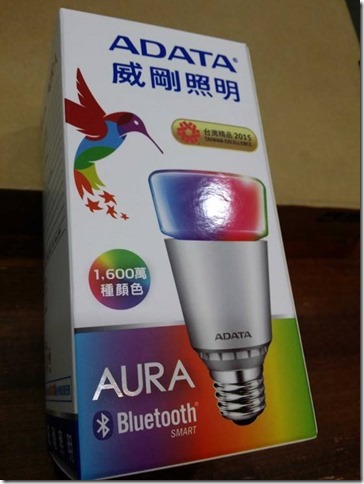 ADATA®
威剛照明
台灣精品 2015
TAIWAN EXCELLENCE
1,600萬
種顏色
ADATA
AURA
Bluetooth®
SMART